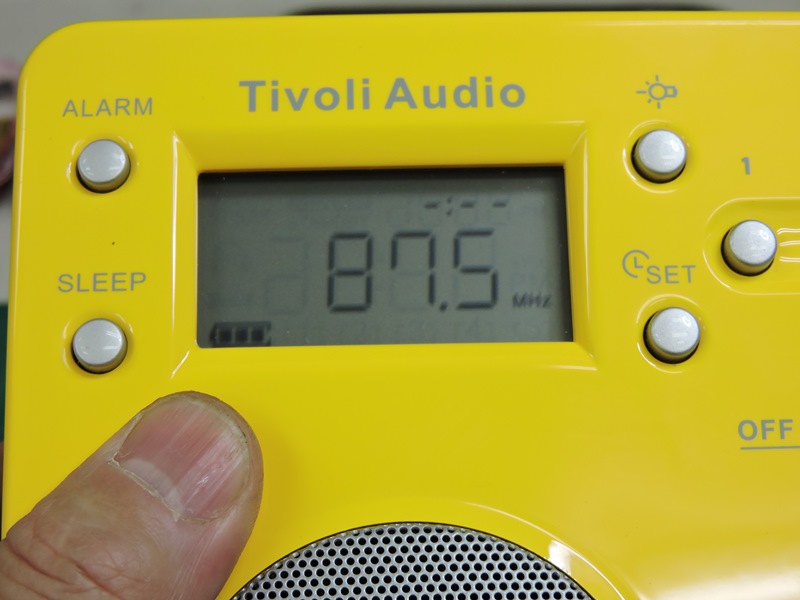 Tivoli Audio
ALARM
1
-:--
87.5 MHz
SLEEP
SET
OFF